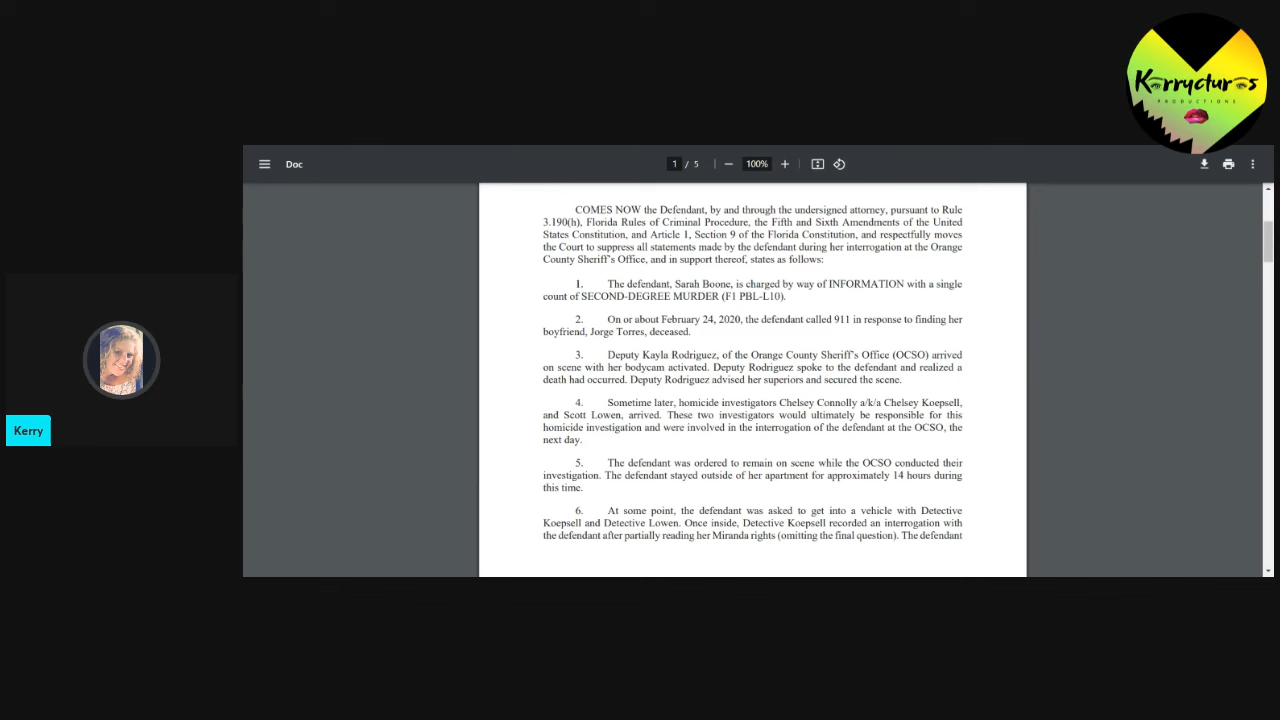 Kerryctures
PRODUCTIONS
Doc
1 / 5
100%
COMES NOW the Defendant, by and through the undersigned attorney, pursuant to Rule
3.190(h), Florida Rules of Criminal Procedure, the Fifth and Sixth Amendments of the United
States Constitution, and Article 1, Section 9 of the Florida Constitution, and respectfully moves
the Court to suppress all statements made by the defendant during her interrogation at the Orange
County Sheriff's Office, and in support thereof, states as follows:
1. The defendant, Sarah Boone, is charged by way of INFORMATION with a single
count of SECOND-DEGREE MURDER (F1 PBL-L10).
2. On or about February 24, 2020, the defendant called 911 in response to finding her
boyfriend, Jorge Torres, deceased.
3. Deputy Kayla Rodriguez, of the Orange County Sheriff's Office (OCSO) arrived
on scene with her bodycam activated. Deputy Rodriguez spoke to the defendant and realized a
death had occurred. Deputy Rodriguez advised her superiors and secured the scene.
4. Sometime later, homicide investigators Chelsey Connolly a/k/a Chelsey Koepsell,
and Scott Lowen, arrived. These two investigators would ultimately be responsible for this
homicide investigation and were involved in the interrogation of the defendant at the OCSO, the
next day.
5. The defendant was ordered to remain on scene while the OCSO conducted their
investigation. The defendant stayed outside of her apartment for approximately 14 hours during
this time.
6. At some point, the defendant was asked to get into a vehicle with Detective
Koepsell and Detective Lowen. Once inside, Detective Koepsell recorded an interrogation with
the defendant after partially reading her Miranda rights (omitting the final question). The defendant
Kerry